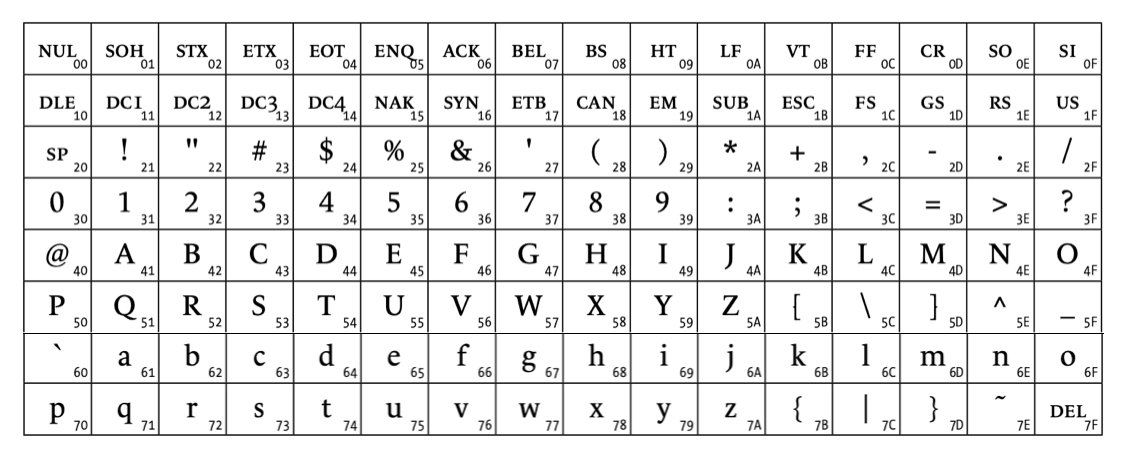 NUL 00 SOH 01 STX 02 ETX 03 EOT 04 ENQ 05 ACK 06 BEL 07 BS 08 HT 09 LF 0A VT 0B FF 0C CR 0D SO 0E SI 0F
DLE 10 DC1 11 DC2 12 DC3 13 DC4 14 NAK 15 SYN 16 ETB 17 CAN 18 EM 19 SUB 1A ESC 1B FS 1C GS 1D RS 1E US 1F
SP 20 ! 21 " 22 # 23 $ 24 % 25 & 26 ' 27 ( 28 ) 29 * 2A + 2B , 2C - 2D . 2E / 2F
0 30 1 31 2 32 3 33 4 34 5 35 6 36 7 37 8 38 9 39 : 3A ; 3B < 3C = 3D > 3E ? 3F
@ 40 A 41 B 42 C 43 D 44 E 45 F 46 G 47 H 48 I 49 J 4A K 4B L 4C M 4D N 4E O 4F
P 50 Q 51 R 52 S 53 T 54 U 55 V 56 W 57 X 58 Y 59 Z 5A [ 5B \ 5C ] 5D ^ 5E _ 5F
` 60 a 61 b 62 c 63 d 64 e 65 f 66 g 67 h 68 i 69 j 6A k 6B l 6C m 6D n 6E o 6F
p 70 q 71 r 72 s 73 t 74 u 75 v 76 w 77 x 78 y 79 z 7A { 7B | 7C } 7D ~ 7E DEL 7F